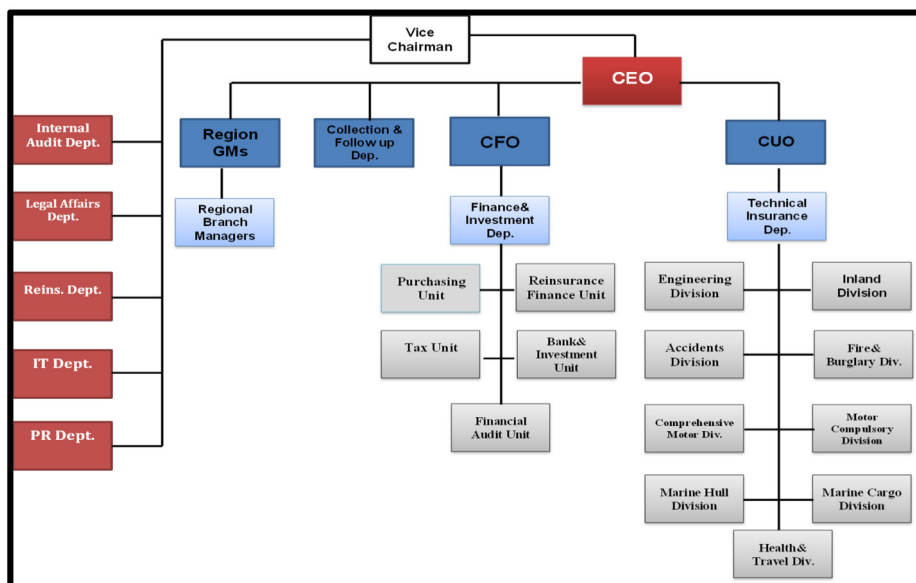 Vice
Chairman
CEO
Internal
Audit Dept.
Region
GMs
Collection &
Follow up
Dep.
CFO
CUO
Legal Affairs
Dept.
Regional
Branch
Managers
Finance&
Investment
Dep.
Technical
Insurance
Dep.
Reins. Dept.
Purchasing
Unit
Reinsurance
Finance Unit
Engineering
Division
Inland
Division
IT Dept.
Tax Unit
Bank&
Investment
Unit
Accidents
Division
Fire&
Burglary Div.
PR Dept.
Financial
Audit Unit
Comprehensive
Motor Div.
Motor
Compulsory
Division
Marine Hull
Division
Marine Cargo
Division
Health&
Travel Div.